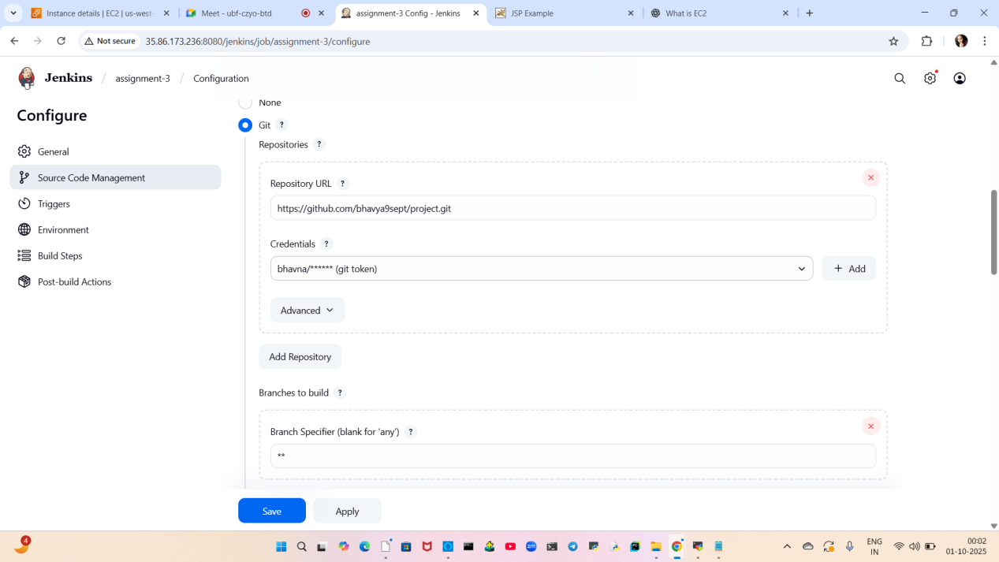 Instance details | EC2 | us-west-
Meet - ubf-czyo-btd
assignment-3 Config - Jenkins
JSP Example
What is EC2
Not secure
35.86.173.236:8080/jenkins/job/assignment-3/configure
Jenkins / assignment-3 / Configuration
Configure
General
Source Code Management
Triggers
Environment
Build Steps
Post-build Actions
None
Git ?
Repositories ?
Repository URL ?
https://github.com/bhavya9sept/project.git
Credentials ?
bhavna/****** (git token)
+ Add
Advanced
Add Repository
Branches to build ?
Branch Specifier (blank for 'any') ?
**
Save
Apply
4
ENG
IN
00:02
01-10-2025